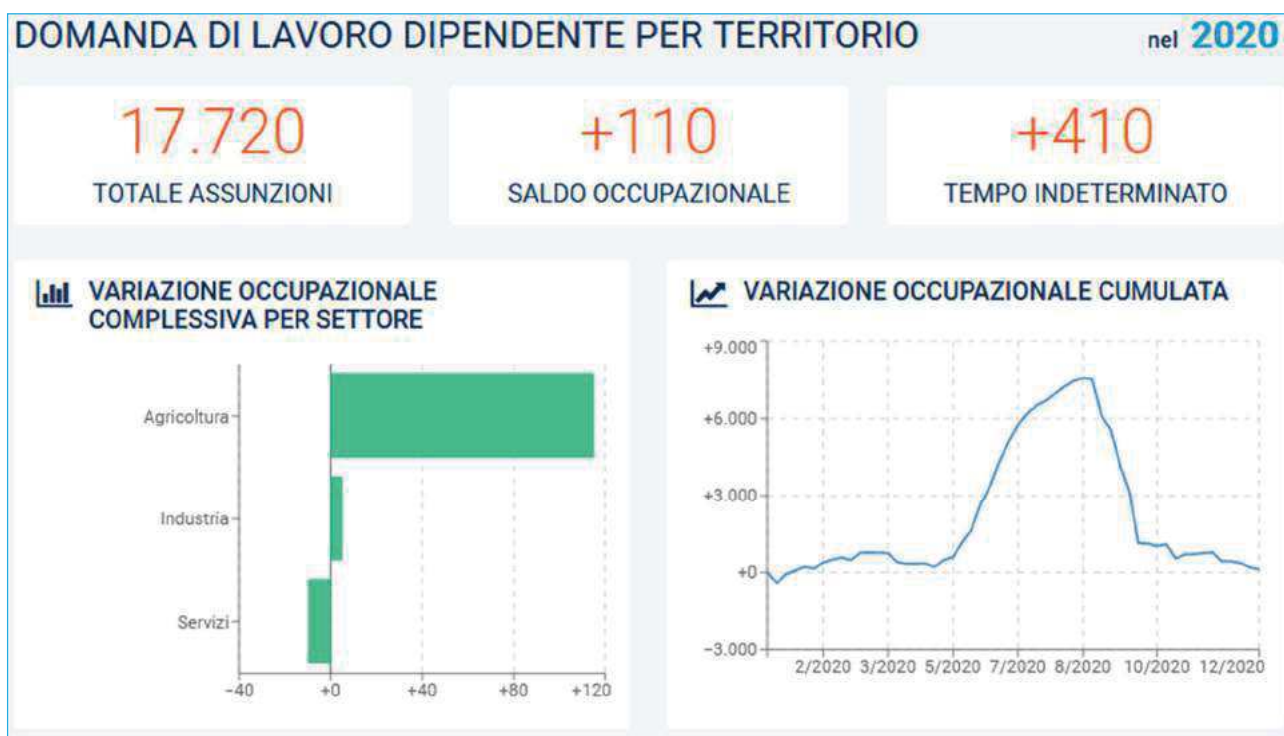 DOMANDA DI LAVORO DIPENDENTE PER TERRITORIO
nel 2020
17.720
TOTALE ASSUNZIONI
+110
SALDO OCCUPAZIONALE
+410
TEMPO INDETERMINATO
VARIAZIONE OCCUPAZIONALE
COMPLESSIVA PER SETTORE
Agricoltura
Industria
Servizi
-40 +0 +40 +80 +120
VARIAZIONE OCCUPAZIONALE CUMULATA
+9.000
+6.000
+3.000
+0
-3.000
2/2020 3/2020 5/2020 7/2020 8/2020 10/2020 12/2020